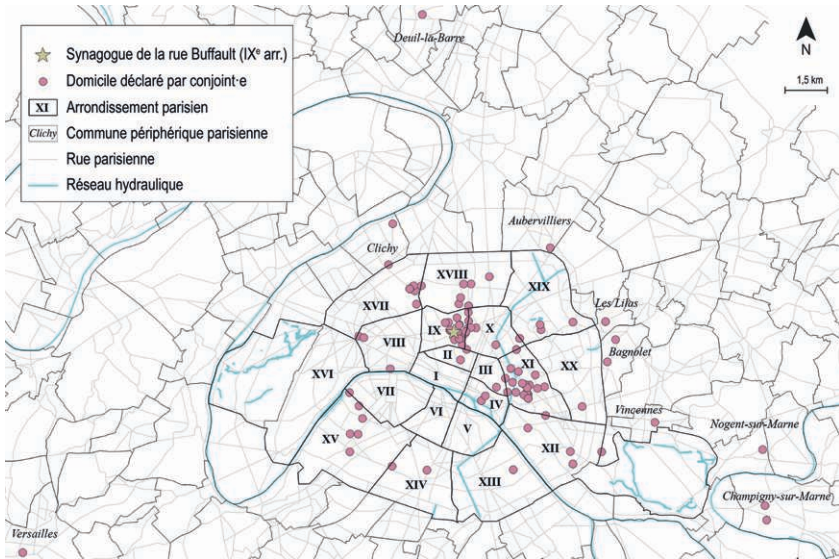 Synagogue de la rue Buffault (IXᵉ arr.)
Domicile déclaré par conjoint·e
XI Arrondissement parisien
Clichy Commune périphérique parisienne
Rue parisienne
Réseau hydraulique
Deuil-la-Barre
N
1,5 km
Aubervilliers
Clichy
XVIII
XIX
XVII
Les Lilas
IX
X
VIII
Bagnolet
II
XI
XX
III
XVI
I
VII
IV
VI
Vincennes
Nogent-sur-Marne
V
XV
XII
XIV
XIII
Champigny-sur-Marne
Versailles